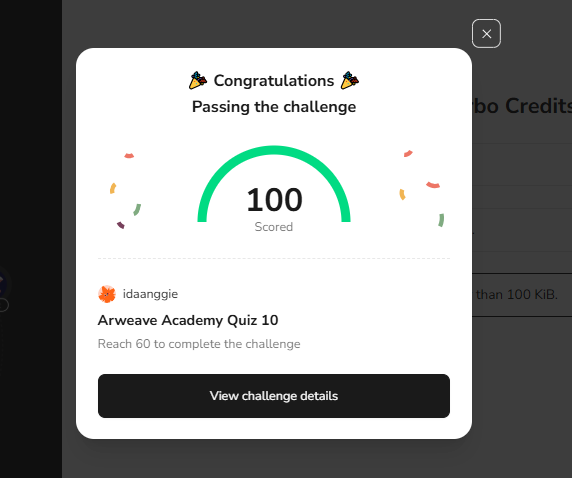 Congratulations
Passing the challenge
rbo Credits
100
Scored
than 100 KiB.
idaanggie
Arweave Academy Quiz 10
Reach 60 to complete the challenge
View challenge details